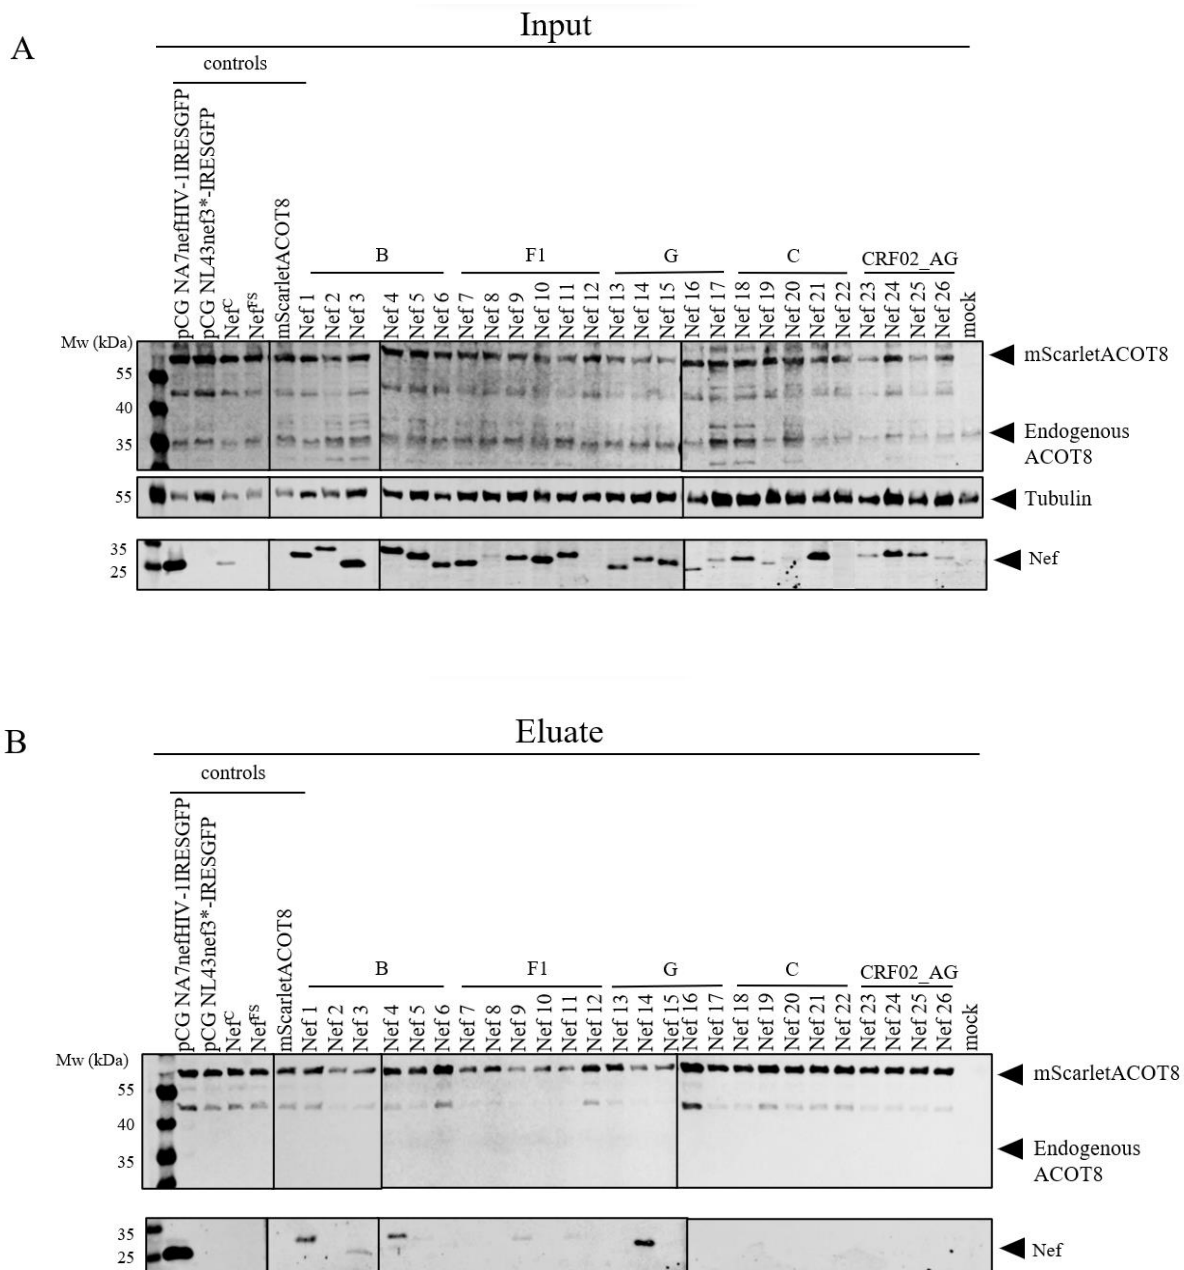 A
Input
controls
pCG NA7nefHIV-1IRESGFP
pCG NL43nef3*-IRESGFP
Nefᶜ
Nefᶠˢ
mScarletACOT8
Nef 1
Nef 2
Nef 3
Nef 4
Nef 5
Nef 6
Nef 7
Nef 8
Nef 9
Nef 10
Nef 11
Nef 12
Nef 13
Nef 14
Nef 15
Nef 16
Nef 17
Nef 18
Nef 19
Nef 20
Nef 21
Nef 22
Nef 23
Nef 24
Nef 25
Nef 26
mock
B F1 G C CRF02_AG
Mw (kDa)
mScarletACOT8
55
40
35
Endogenous
ACOT8
55
Tubulin
35
25
Nef
B
Eluate
controls
pCG NA7nefHIV-1IRESGFP
pCG NL43nef3*-IRESGFP
Nefᶜ
Nefᶠˢ
mScarletACOT8
Nef 1
Nef 2
Nef 3
Nef 4
Nef 5
Nef 6
Nef 7
Nef 8
Nef 9
Nef 10
Nef 11
Nef 12
Nef 13
Nef 14
Nef 15
Nef 16
Nef 17
Nef 18
Nef 19
Nef 20
Nef 21
Nef 22
Nef 23
Nef 24
Nef 25
Nef 26
mock
B F1 G C CRF02_AG
Mw (kDa)
mScarletACOT8
55
40
35
Endogenous
ACOT8
35
25
Nef